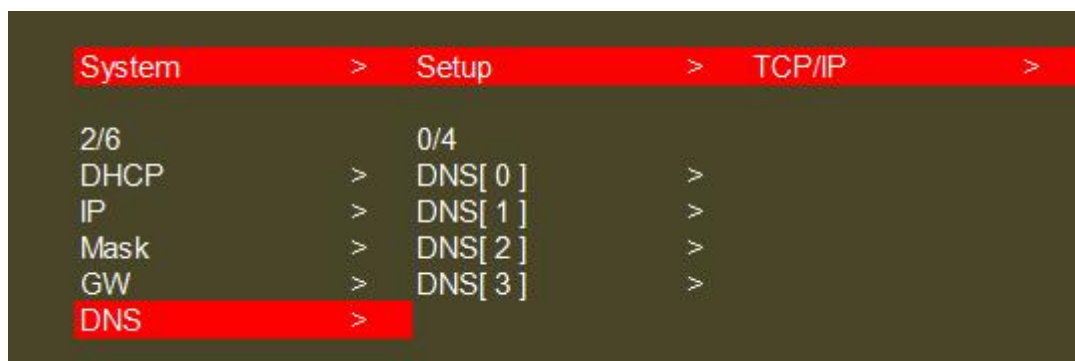 System > Setup > TCP/IP >
2/6 0/4
DHCP > DNS[ 0 ] >
IP > DNS[ 1 ] >
Mask > DNS[ 2 ] >
GW > DNS[ 3 ] >
DNS >